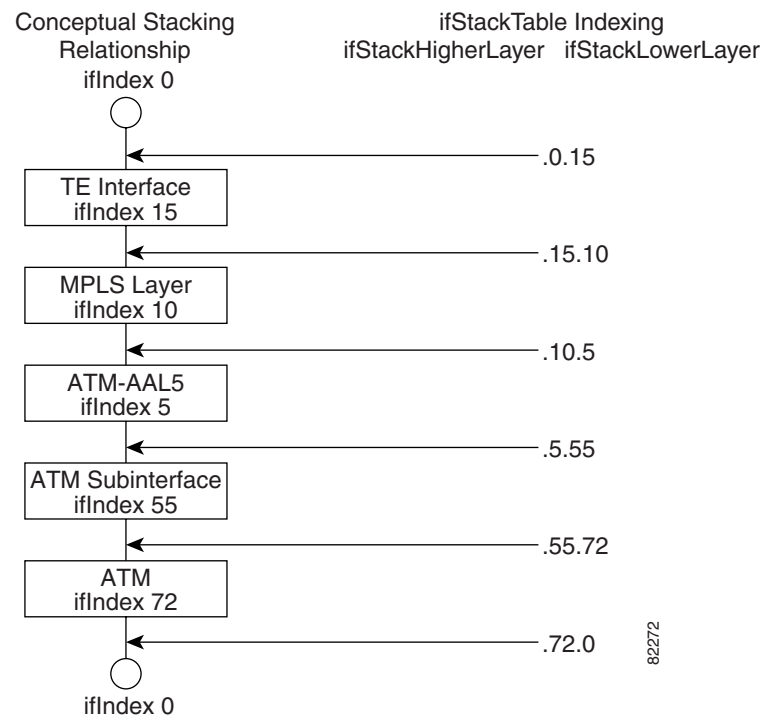 Conceptual Stacking
Relationship
ifStackTable Indexing
ifStackHigherLayer ifStackLowerLayer
ifIndex 0
.0.15
TE Interface
ifIndex 15
.15.10
MPLS Layer
ifIndex 10
.10.5
ATM-AAL5
ifIndex 5
.5.55
ATM Subinterface
ifIndex 55
.55.72
ATM
ifIndex 72
.72.0
82272
ifIndex 0